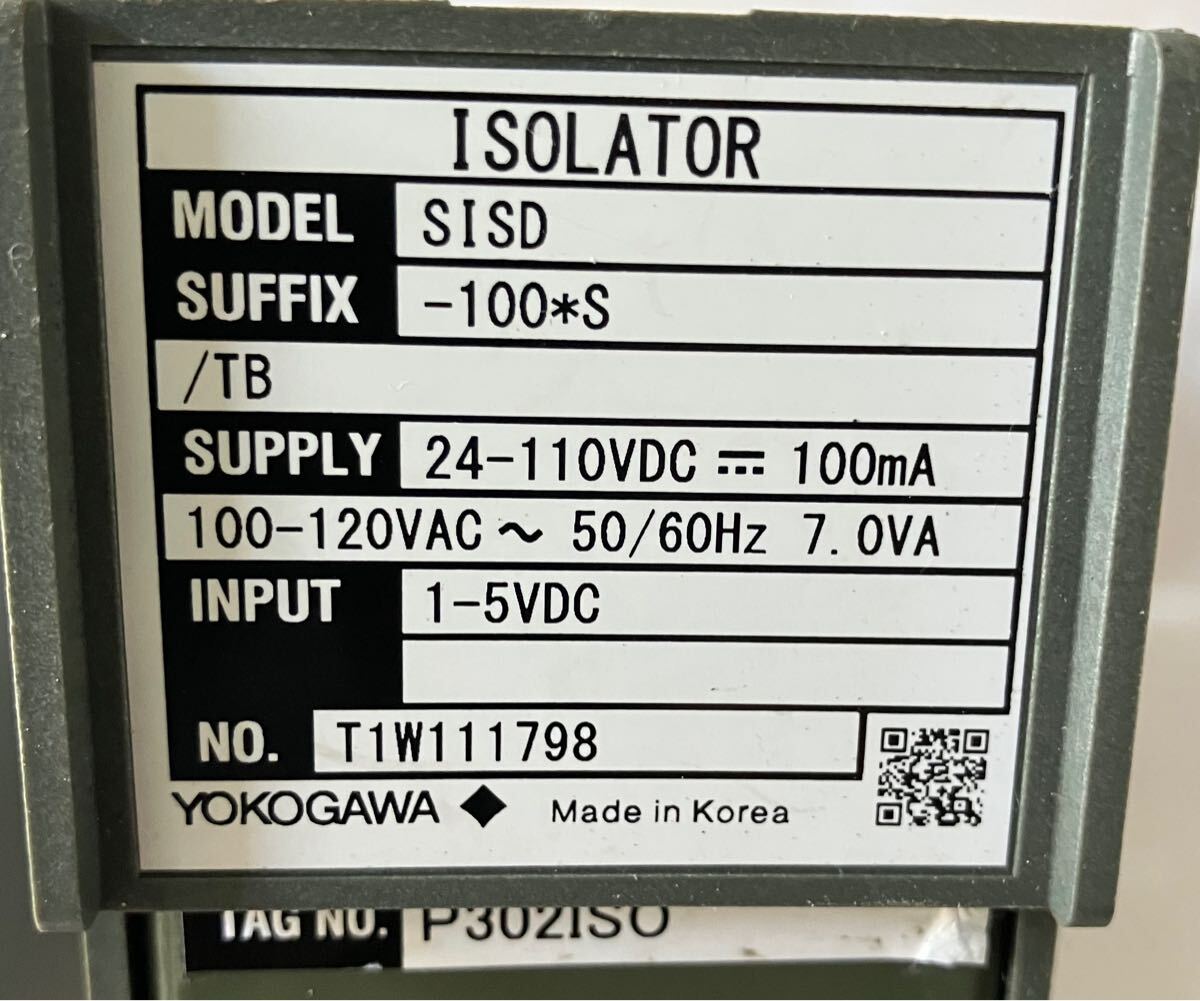 ISOLATOR
MODEL SISD
SUFFIX -100*S
/TB
SUPPLY 24-110VDC ⎓ 100mA
100-120VAC ~ 50/60Hz 7.0VA
INPUT 1-5VDC
NO. T1W111798
YOKOGAWA ◆ Made in Korea
TAG NO. P302ISO